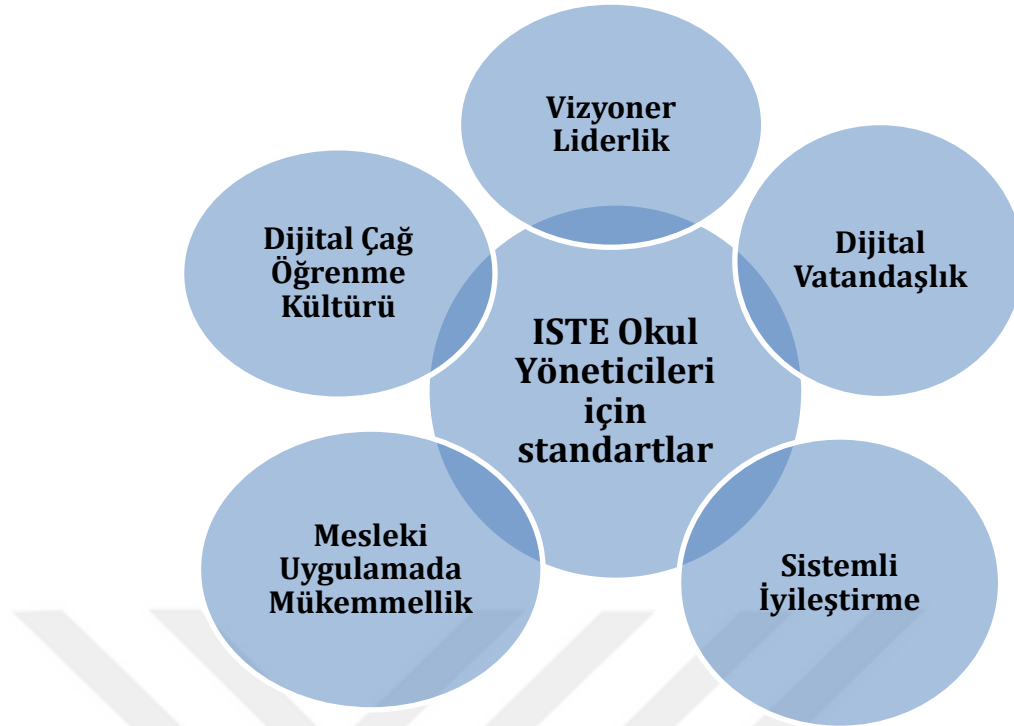 Vizyoner
Liderlik
Dijital
Vatandaşlık
Sistemli
İyileştirme
Mesleki
Uygulamada
Mükemmellik
Dijital Çağ
Öğrenme
Kültürü
ISTE Okul
Yöneticileri
için
standartlar